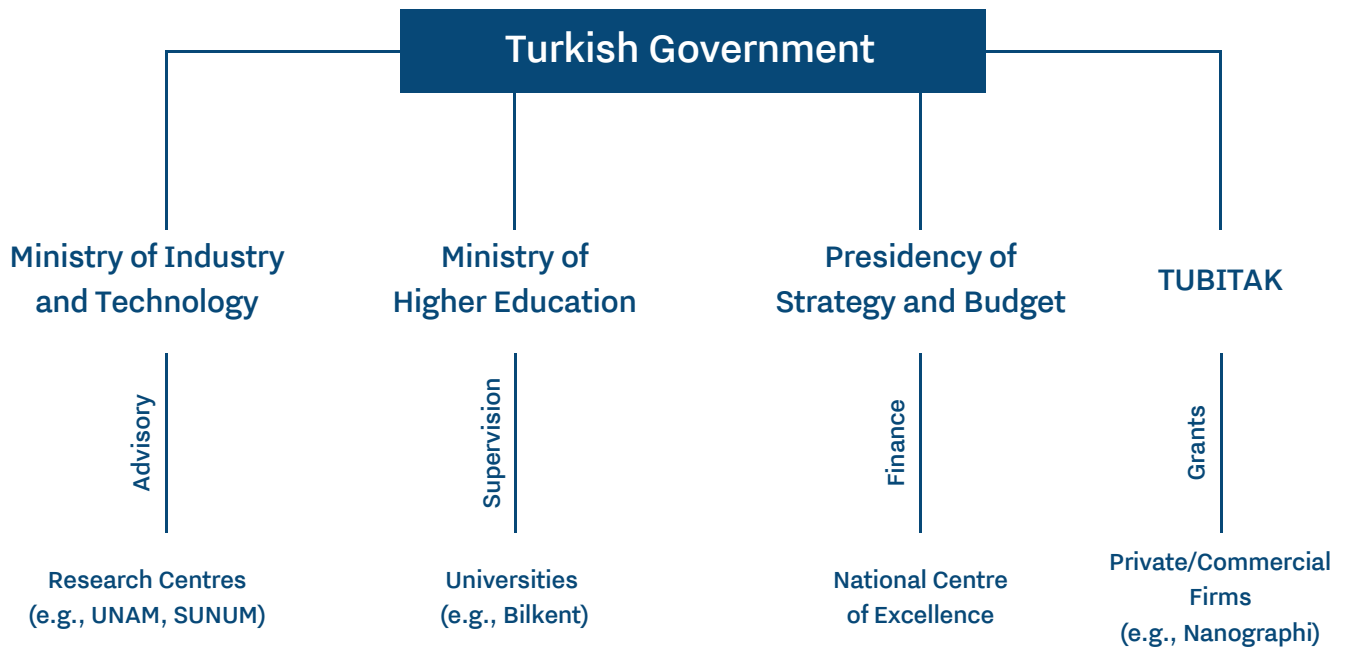 Turkish Government
Ministry of Industry
and Technology
Ministry of
Higher Education
Presidency of
Strategy and Budget
TUBITAK
Advisory
Supervision
Finance
Grants
Research Centres
(e.g., UNAM, SUNUM)
Universities
(e.g., Bilkent)
National Centre
of Excellence
Private/Commercial
Firms
(e.g., Nanographi)